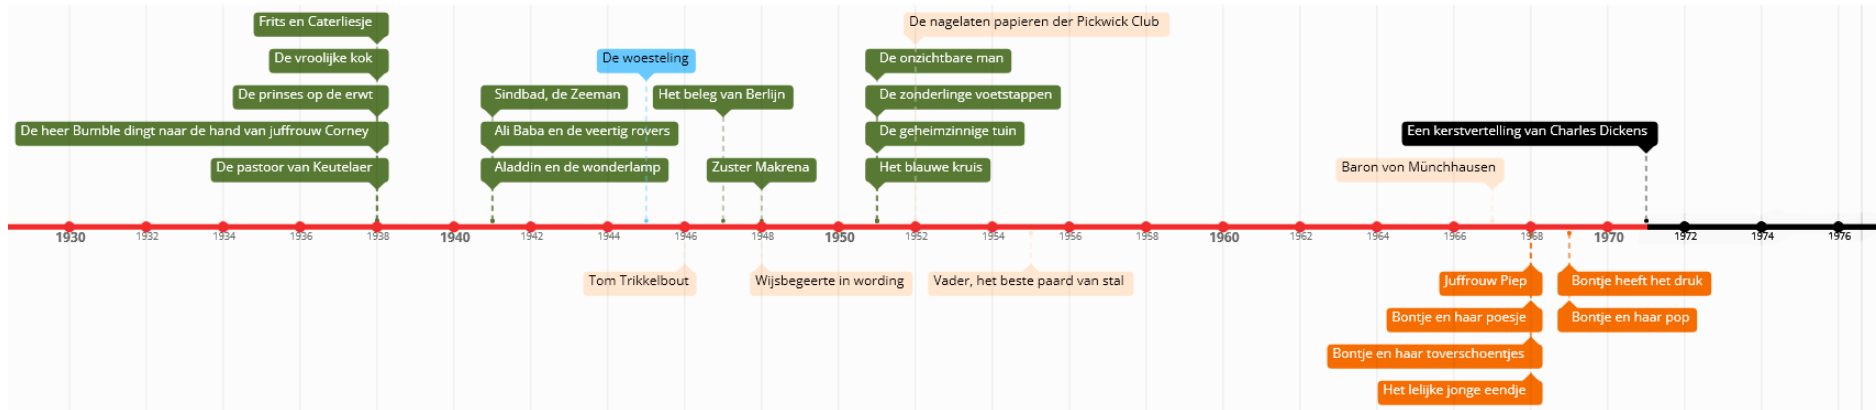 Frits en Caterliesje
De nagelaten papieren der Pickwick Club
De vroolijke kok
De woesteling
De onzichtbare man
De prinses op de erwt
Sindbad, de Zeeman
Het beleg van Berlijn
De zonderlinge voetstappen
De heer Bumble dingt naar de hand van juffrouw Corney
Ali Baba en de veertig rovers
De geheimzinnige tuin
Een kerstvertelling van Charles Dickens
De pastoor van Keutelaer
Aladdin en de wonderlamp
Zuster Makrena
Het blauwe kruis
Baron von Münchhausen
1930 1932 1934 1936 1938 1940 1942 1944 1946 1948 1950 1952 1954 1956 1958 1960 1962 1964 1966 1968 1970 1972 1974 1976
Tom Trikkelbout
Wijsbegeerte in wording
Vader, het beste paard van stal
Juffrouw Piep
Bontje heeft het druk
Bontje en haar poesje
Bontje en haar pop
Bontje en haar toverschoentjes
Het lelijke jonge eendje